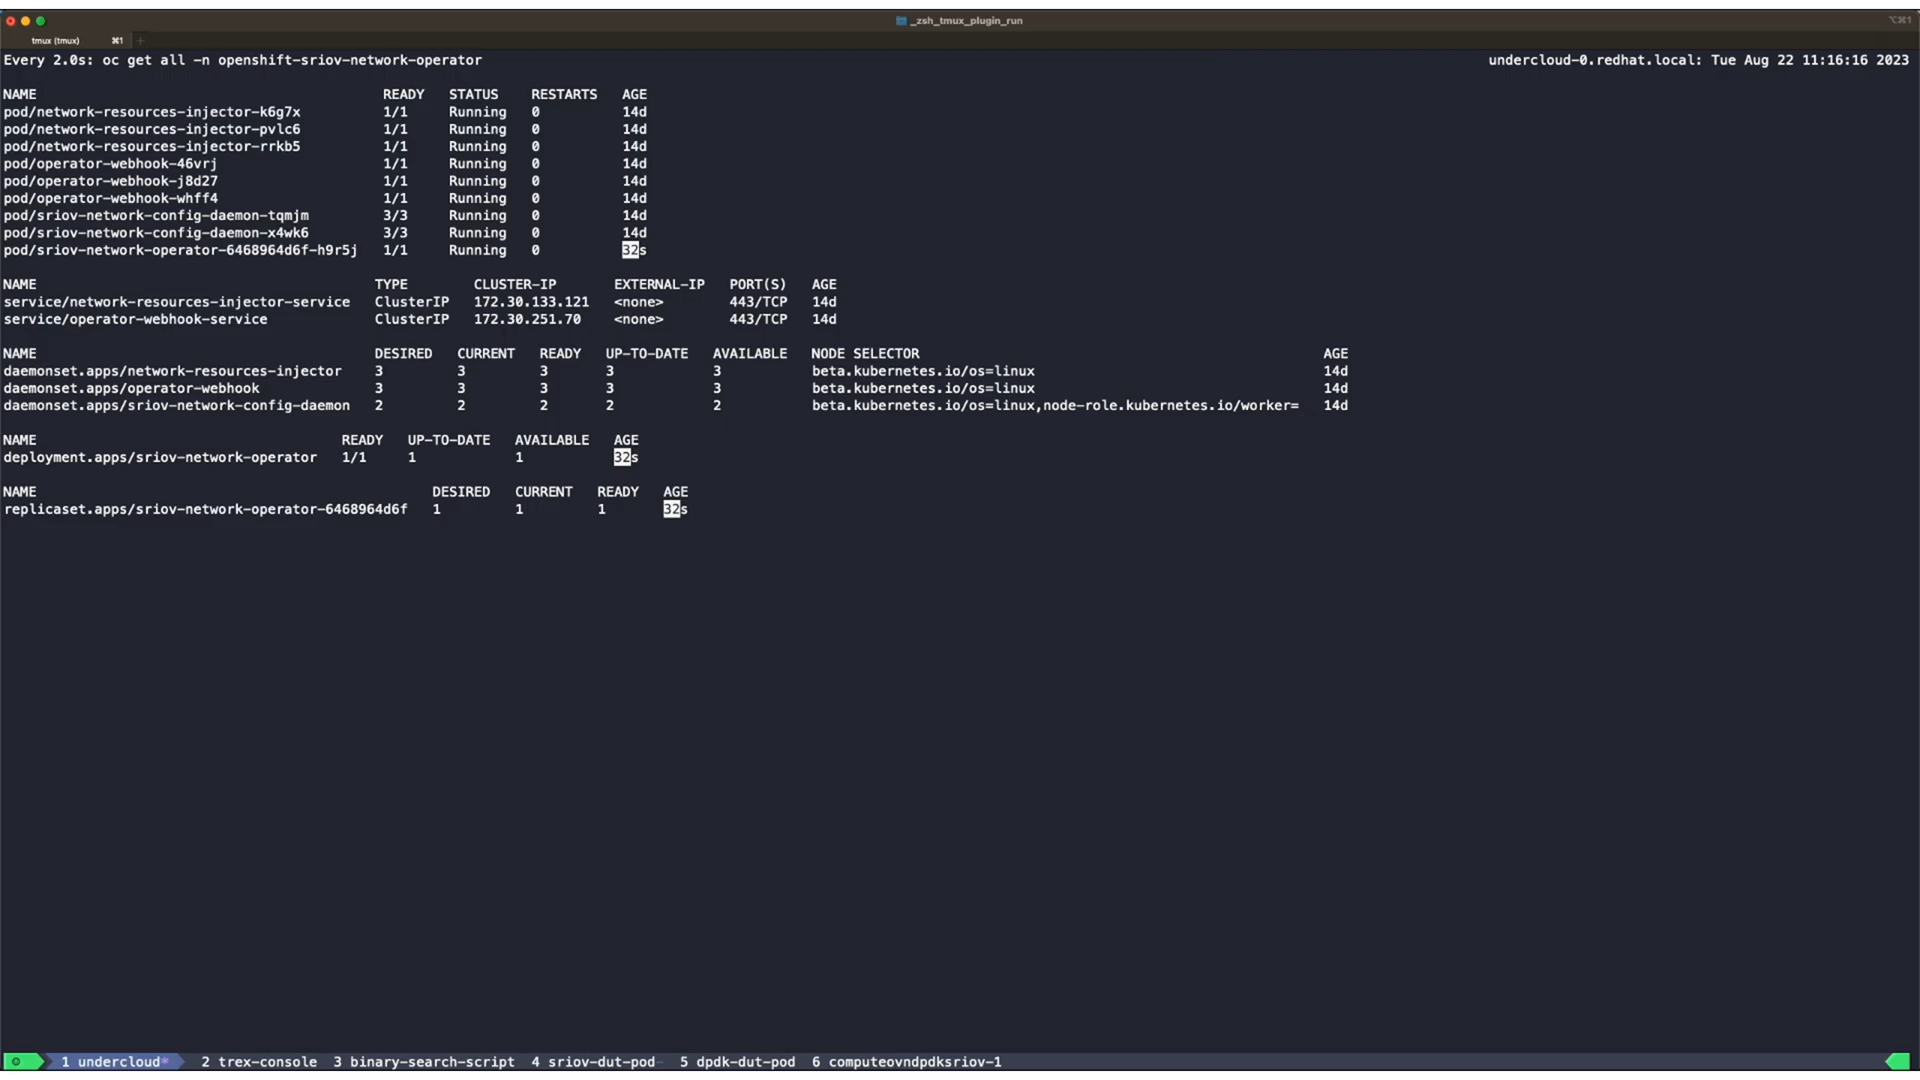 _zsh_tmux_plugin_run
⌥⌘1
tmux (tmux) ⌘1 +
Every 2.0s: oc get all -n openshift-sriov-network-operator undercloud-0.redhat.local: Tue Aug 22 11:16:16 2023
NAME READY STATUS RESTARTS AGE
pod/network-resources-injector-k6g7x 1/1 Running 0 14d
pod/network-resources-injector-pvlc6 1/1 Running 0 14d
pod/network-resources-injector-rrkb5 1/1 Running 0 14d
pod/operator-webhook-46vrj 1/1 Running 0 14d
pod/operator-webhook-j8d27 1/1 Running 0 14d
pod/operator-webhook-whff4 1/1 Running 0 14d
pod/sriov-network-config-daemon-tqmjm 3/3 Running 0 14d
pod/sriov-network-config-daemon-x4wk6 3/3 Running 0 14d
pod/sriov-network-operator-6468964d6f-h9r5j 1/1 Running 0 32s
NAME TYPE CLUSTER-IP EXTERNAL-IP PORT(S) AGE
service/network-resources-injector-service ClusterIP 172.30.133.121 <none> 443/TCP 14d
service/operator-webhook-service ClusterIP 172.30.251.70 <none> 443/TCP 14d
NAME DESIRED CURRENT READY UP-TO-DATE AVAILABLE NODE SELECTOR AGE
daemonset.apps/network-resources-injector 3 3 3 3 3 beta.kubernetes.io/os=linux 14d
daemonset.apps/operator-webhook 3 3 3 3 3 beta.kubernetes.io/os=linux 14d
daemonset.apps/sriov-network-config-daemon 2 2 2 2 2 beta.kubernetes.io/os=linux,node-role.kubernetes.io/worker= 14d
NAME READY UP-TO-DATE AVAILABLE AGE
deployment.apps/sriov-network-operator 1/1 1 1 32s
NAME DESIRED CURRENT READY AGE
replicaset.apps/sriov-network-operator-6468964d6f 1 1 1 32s
1 undercloud* 2 trex-console 3 binary-search-script 4 sriov-dut-pod- 5 dpdk-dut-pod 6 computeovndpdksriov-1